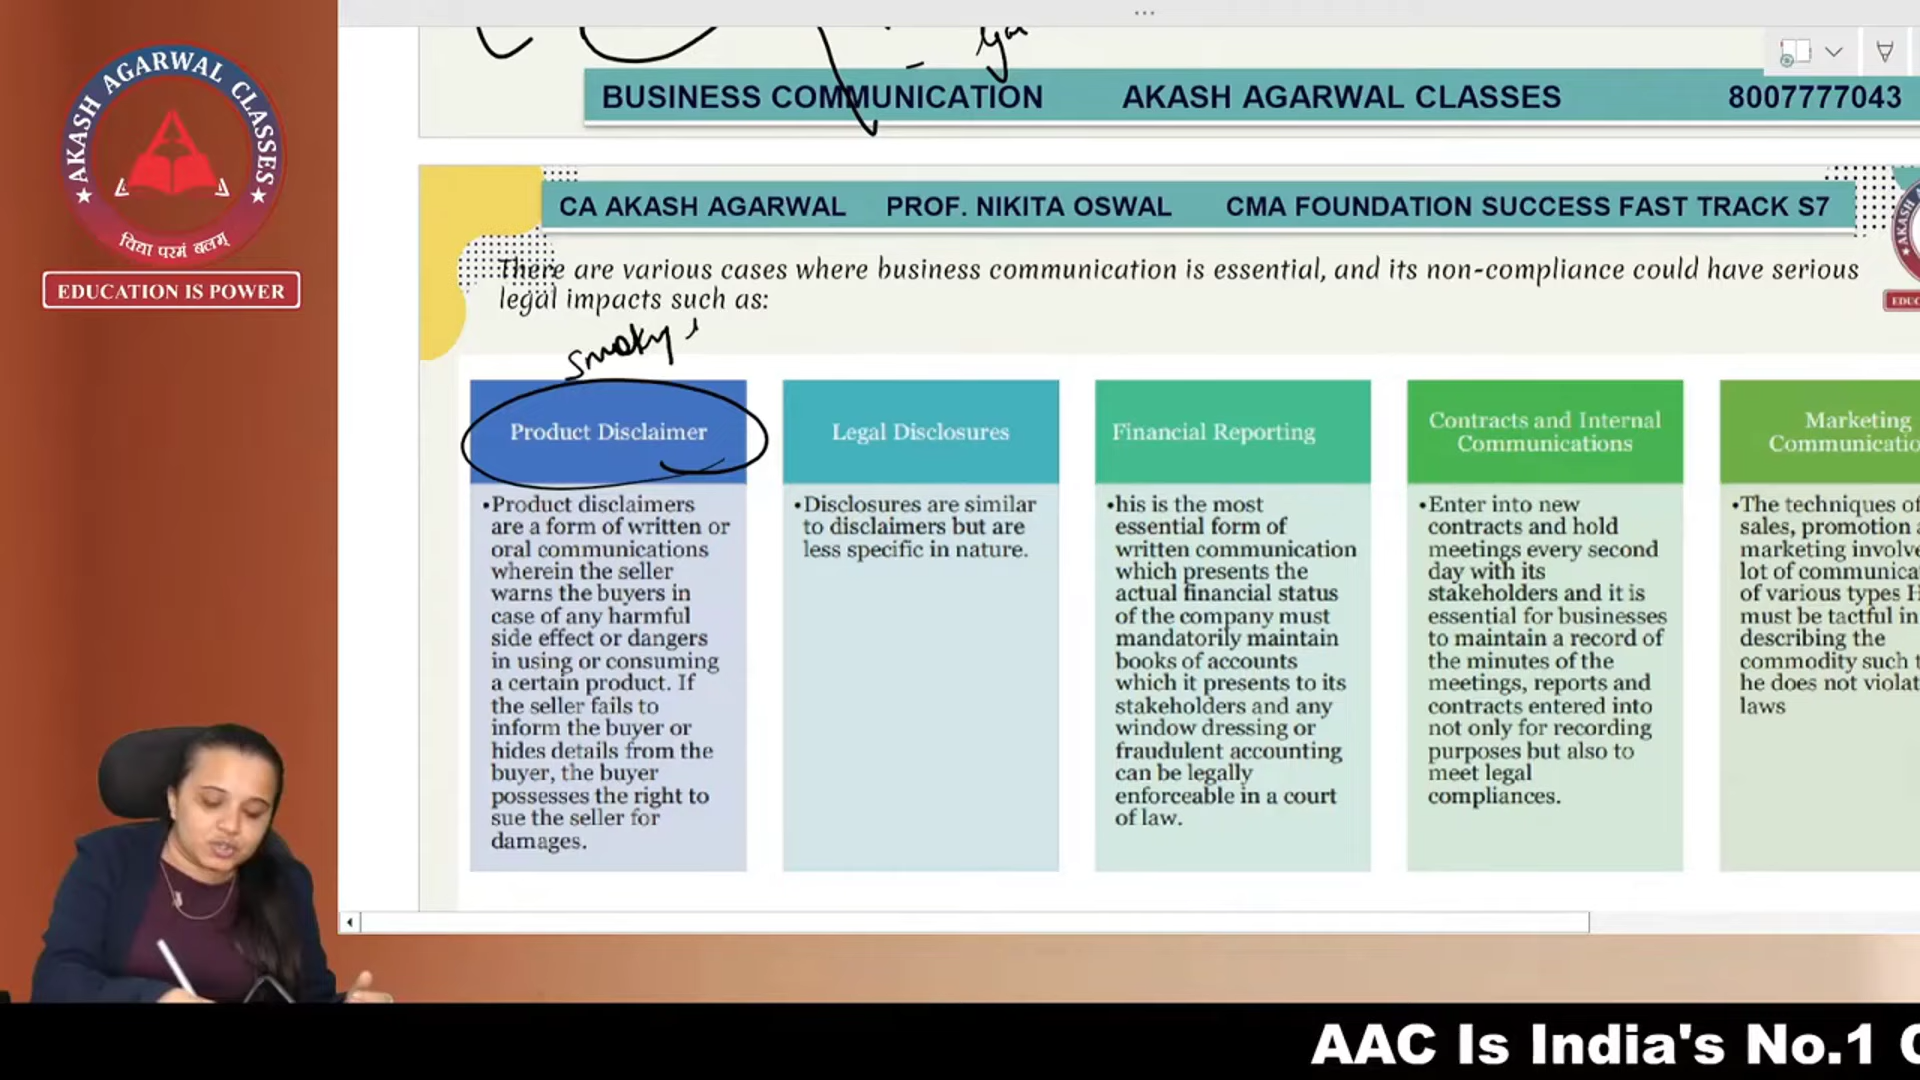 AKASH AGARWAL CLASSES
विद्या परमं बलम्
EDUCATION IS POWER
BUSINESS COMMUNICATION AKASH AGARWAL CLASSES 8007777043
CA AKASH AGARWAL PROF. NIKITA OSWAL CMA FOUNDATION SUCCESS FAST TRACK S7
There are various cases where business communication is essential, and its non-compliance could have serious
legal impacts such as:
Product Disclaimer
•Product disclaimers
are a form of written or
oral communications
wherein the seller
warns the buyers in
case of any harmful
side effect or dangers
in using or consuming
a certain product. If
the seller fails to
inform the buyer or
hides details from the
buyer, the buyer
possesses the right to
sue the seller for
damages.
Legal Disclosures
•Disclosures are similar
to disclaimers but are
less specific in nature.
Financial Reporting
•his is the most
essential form of
written communication
which presents the
actual financial status
of the company must
mandatorily maintain
books of accounts
which it presents to its
stakeholders and any
window dressing or
fraudulent accounting
can be legally
enforceable in a court
of law.
Contracts and Internal
Communications
•Enter into new
contracts and hold
meetings every second
day with its
stakeholders and it is
essential for businesses
to maintain a record of
the minutes of the
meetings, reports and
contracts entered into
not only for recording
purposes but also to
meet legal
compliances.
Marketing
Communicatio
•The techniques of
sales, promotion a
marketing involve
lot of communica
of various types H
must be tactful in
describing the
commodity such t
he does not violat
laws
EDUC
AAC Is India's No.1